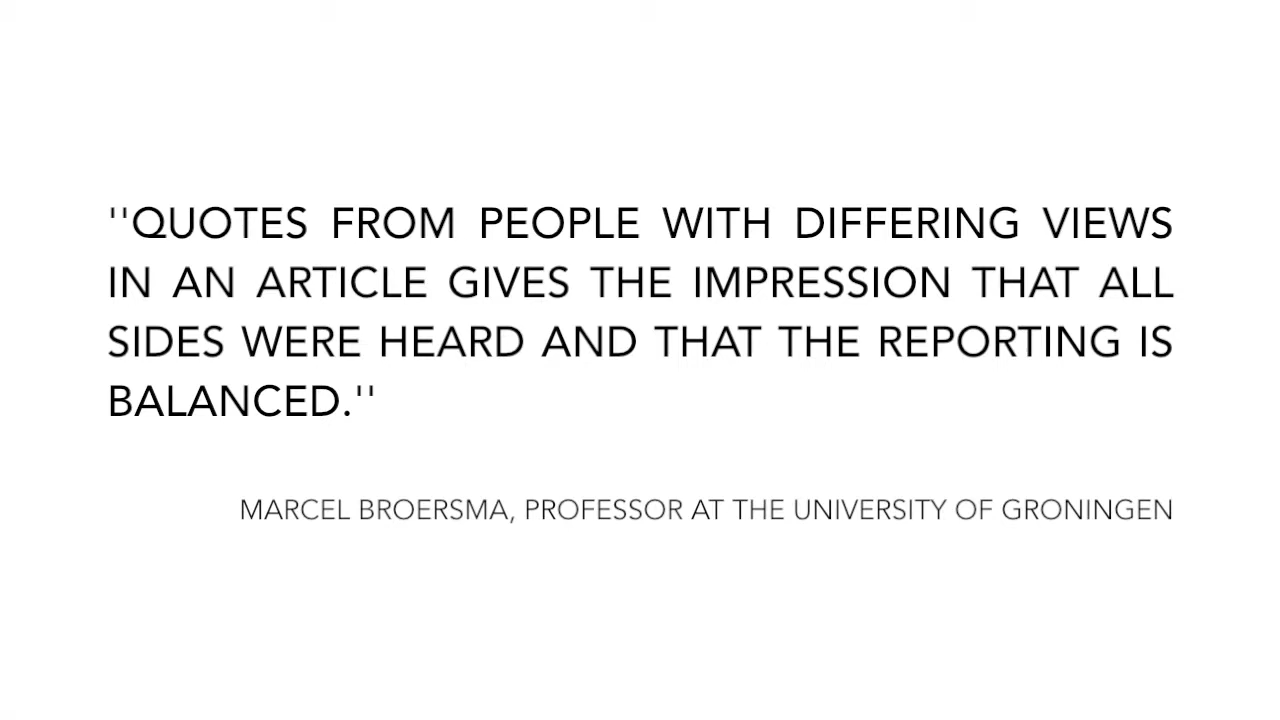 ''QUOTES FROM PEOPLE WITH DIFFERING VIEWS
IN AN ARTICLE GIVES THE IMPRESSION THAT ALL
SIDES WERE HEARD AND THAT THE REPORTING IS
BALANCED.''
MARCEL BROERSMA, PROFESSOR AT THE UNIVERSITY OF GRONINGEN